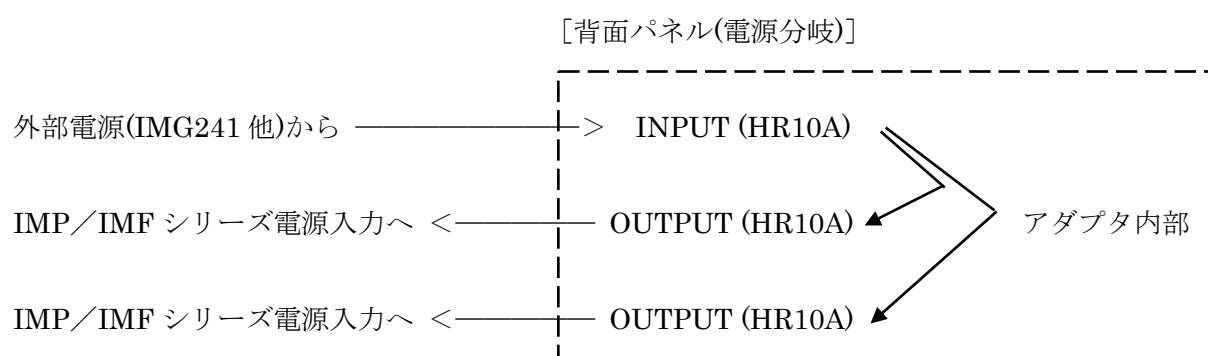 [背面パネル(電源分岐)]
外部電源(IMG241 他)から ―――――――――> INPUT (HR10A)
IMP／IMF シリーズ電源入力へ <――――――― OUTPUT (HR10A) アダプタ内部
IMP／IMF シリーズ電源入力へ <――――――― OUTPUT (HR10A)